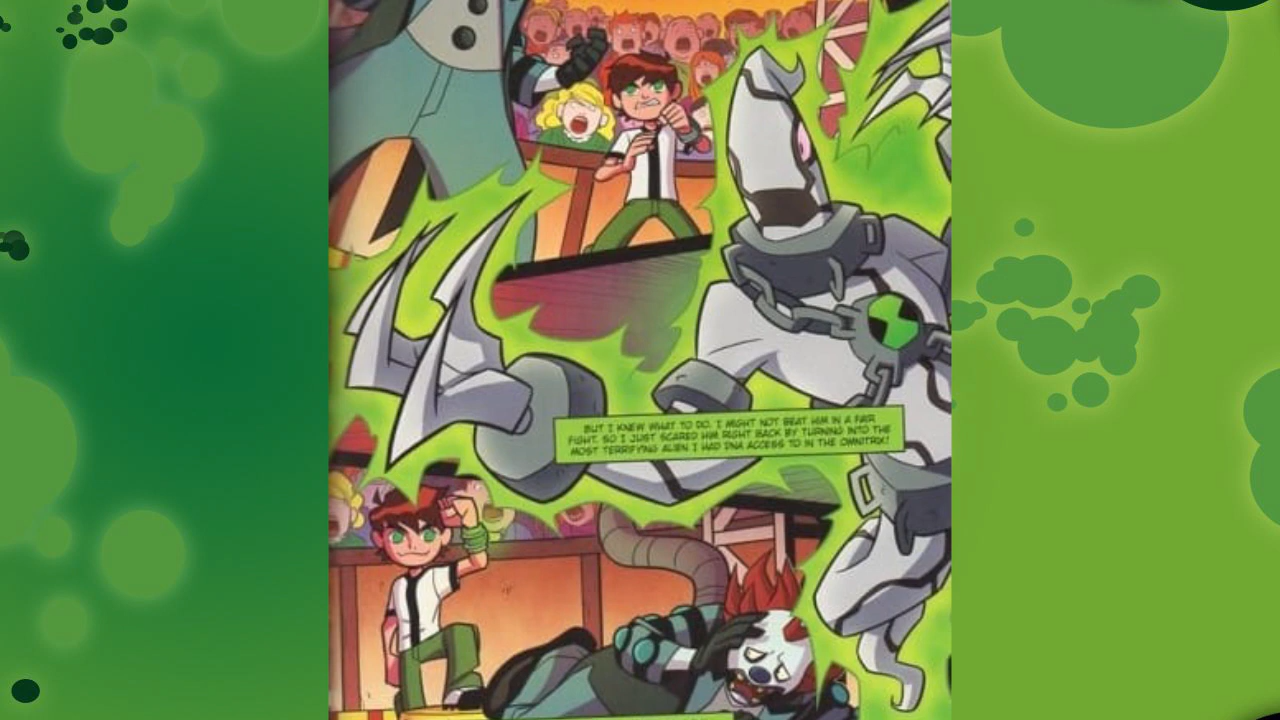 BUT I KNEW WHAT TO DO. I MIGHT NOT BEAT HIM IN A FAIR
FIGHT, SO I JUST SCARED HIM RIGHT BACK BY TURNING INTO THE
MOST TERRIFYING ALIEN I HAD DNA ACCESS TO IN THE OMNITRIX!